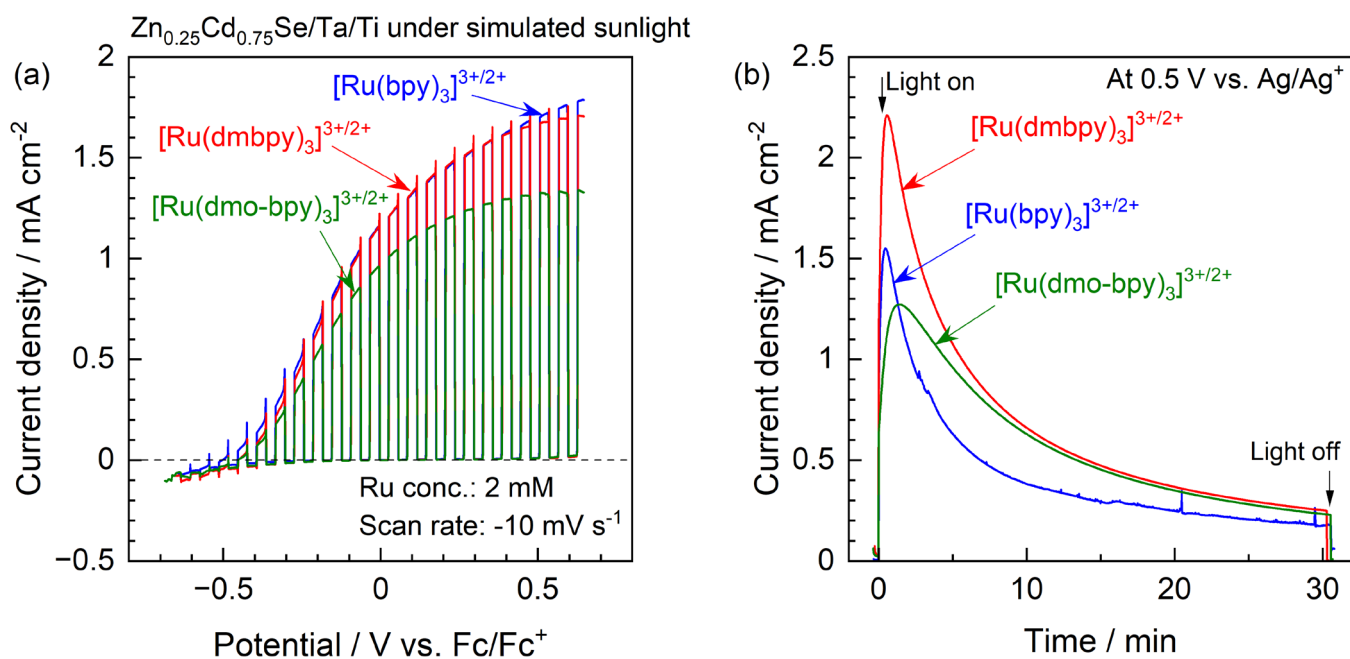 Zn0.25Cd0.75Se/Ta/Ti under simulated sunlight
(a)
[Ru(bpy)3]3+/2+
[Ru(dmbpy)3]3+/2+
[Ru(dmo-bpy)3]3+/2+
Ru conc.: 2 mM
Scan rate: -10 mV s-1
Current density / mA cm-2
2
1.5
1
0.5
0
−0.5
−0.5
0
0.5
Potential / V vs. Fc/Fc+
(b)
Light on
At 0.5 V vs. Ag/Ag+
[Ru(dmbpy)3]3+/2+
[Ru(bpy)3]3+/2+
[Ru(dmo-bpy)3]3+/2+
Light off
Current density / mA cm-2
2.5
2
1.5
1
0.5
0
0
10
20
30
Time / min